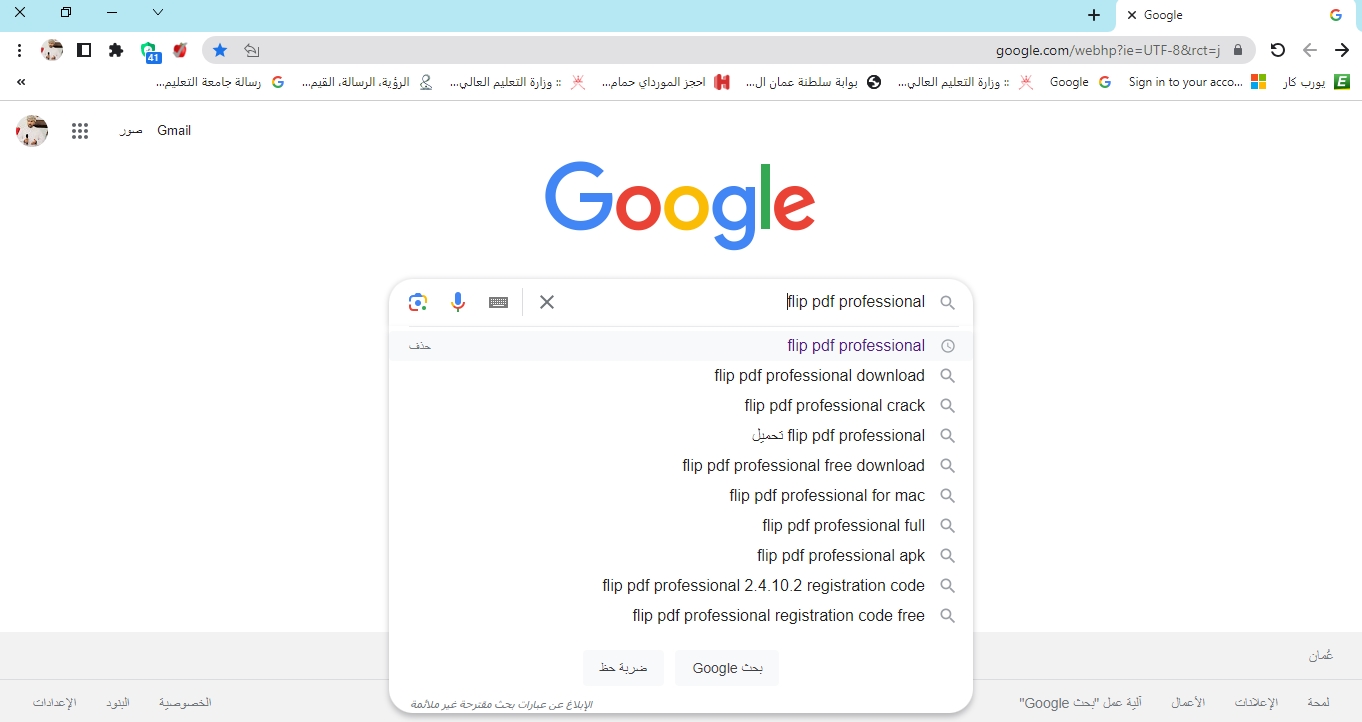 Google
google.com/webhp?ie=UTF-8&rct=j
41
يورب كار
Sign in to your acco...
Google
:: وزارة التعليم العالي...
بوابة سلطنة عمان ال...
احجز المورداي حمام...
:: وزارة التعليم العالي...
الرؤية، الرسالة، القيم...
رسالة جامعة التعليم...
»
Gmail
صور
Google
flip pdf professional
flip pdf professional
حذف
flip pdf professional download
flip pdf professional crack
flip pdf professional تحميل
flip pdf professional free download
flip pdf professional for mac
flip pdf professional full
flip pdf professional apk
flip pdf professional 2.4.10.2 registration code
flip pdf professional registration code free
بحث Google
ضربة حظ
الإبلاغ عن عبارات بحث مقترحة غير ملائمة
عُمان
لمحة
الإعلانات
الأعمال
آلية عمل "بحث Google"
الخصوصية
البنود
الإعدادات